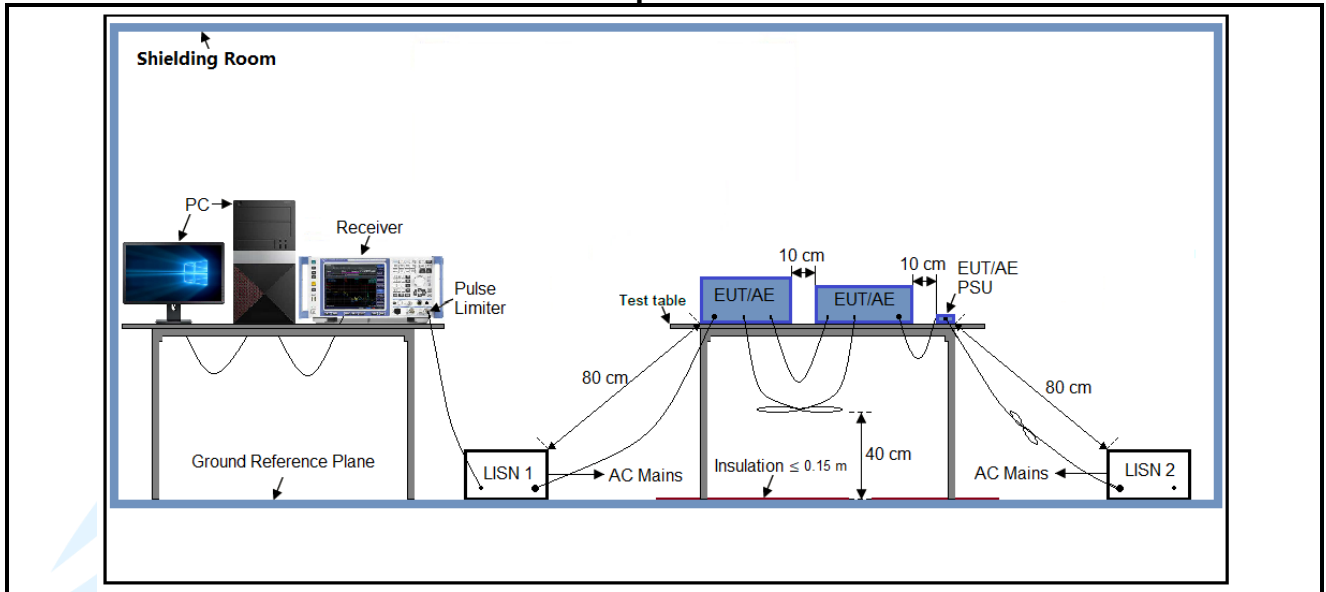 Shielding Room
PC
Receiver
Pulse
Limiter
10 cm
10 cm
EUT/AE
PSU
Test table
EUT/AE
EUT/AE
80 cm
80 cm
40 cm
Ground Reference Plane
LISN 1
AC Mains
Insulation ≤ 0.15 m
AC Mains
LISN 2